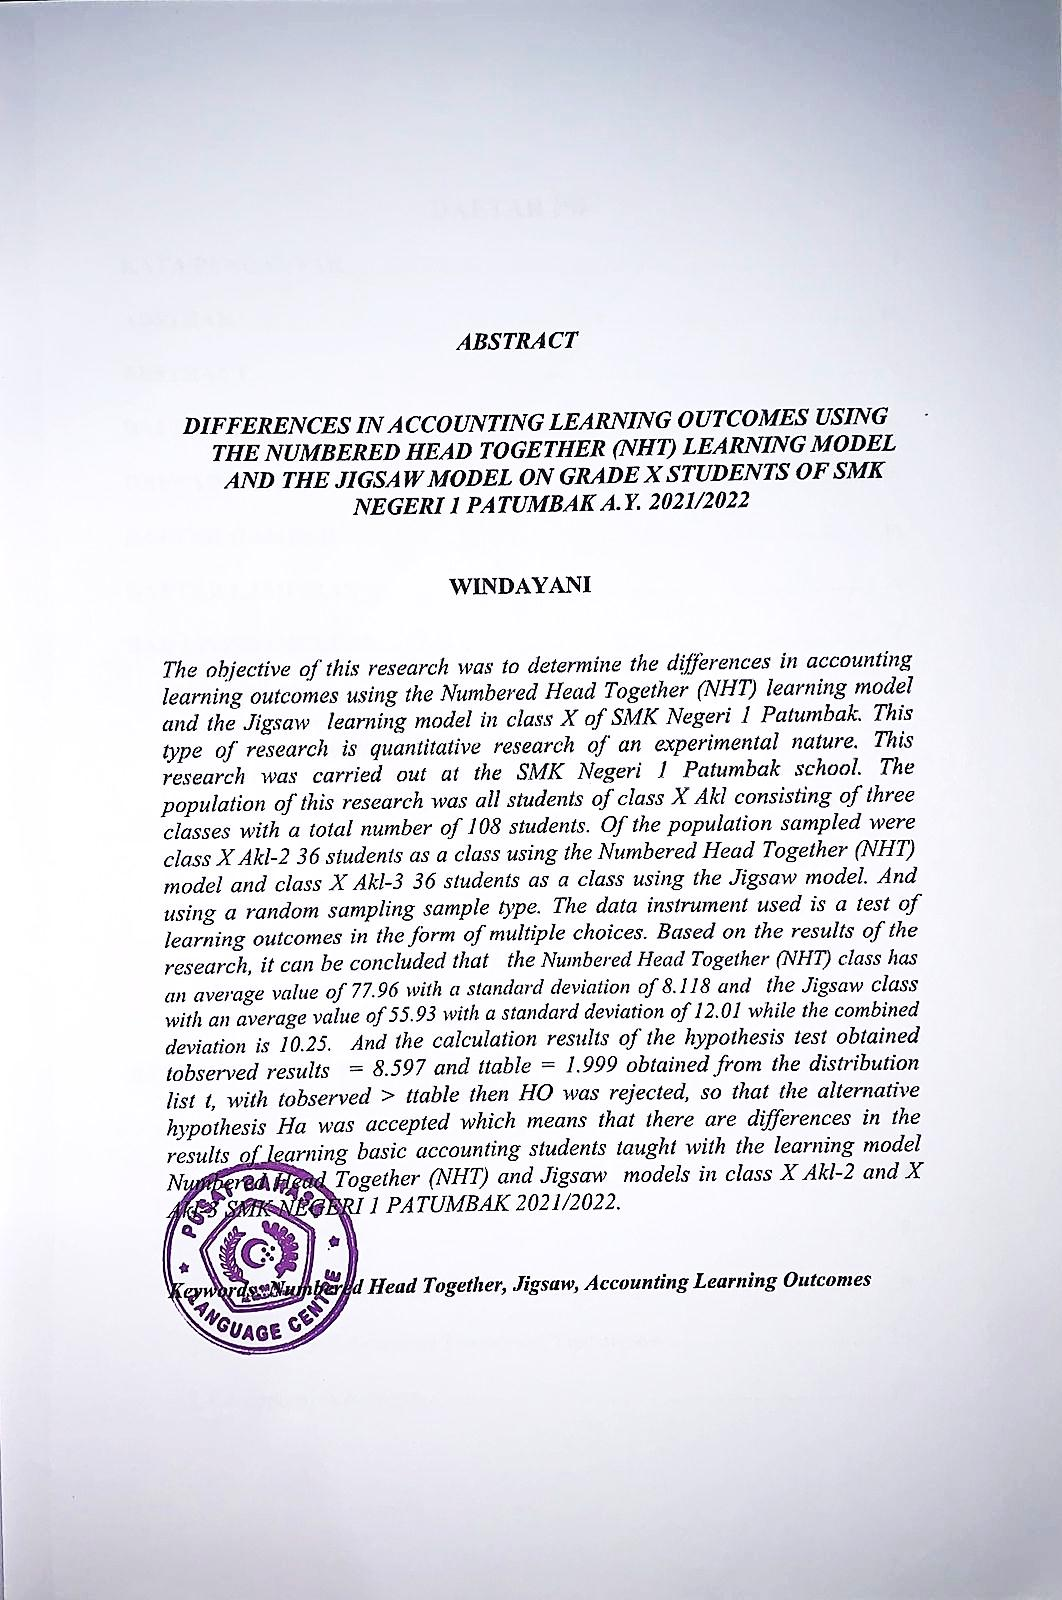 ABSTRACT
DIFFERENCES IN ACCOUNTING LEARNING OUTCOMES USING
THE NUMBERED HEAD TOGETHER (NHT) LEARNING MODEL
AND THE JIGSAW MODEL ON GRADE X STUDENTS OF SMK
NEGERI 1 PATUMBAK A.Y. 2021/2022
WINDAYANI
The objective of this research was to determine the differences in accounting
learning outcomes using the Numbered Head Together (NHT) learning model
and the Jigsaw learning model in class X of SMK Negeri 1 Patumbak. This
type of research is quantitative research of an experimental nature. This
research was carried out at the SMK Negeri 1 Patumbak school. The
population of this research was all students of class X Akl consisting of three
classes with a total number of 108 students. Of the population sampled were
class X Akl-2 36 students as a class using the Numbered Head Together (NHT)
model and class X Akl-3 36 students as a class using the Jigsaw model. And
using a random sampling sample type. The data instrument used is a test of
learning outcomes in the form of multiple choices. Based on the results of the
research, it can be concluded that the Numbered Head Together (NHT) class has
an average value of 77.96 with a standard deviation of 8.118 and the Jigsaw class
with an average value of 55.93 with a standard deviation of 12.01 while the combined
deviation is 10.25. And the calculation results of the hypothesis test obtained
tobserved results = 8.597 and ttable = 1.999 obtained from the distribution
list t, with tobserved > ttable then HO was rejected, so that the alternative
hypothesis Ha was accepted which means that there are differences in the
results of learning basic accounting students taught with the learning model
Numbered Head Together (NHT) and Jigsaw models in class X Akl-2 and X
Akl-3 SMK NEGERI 1 PATUMBAK 2021/2022.
PUSAT BAHASA
LANGUAGE CENTRE
Keywords: Numbered Head Together, Jigsaw, Accounting Learning Outcomes